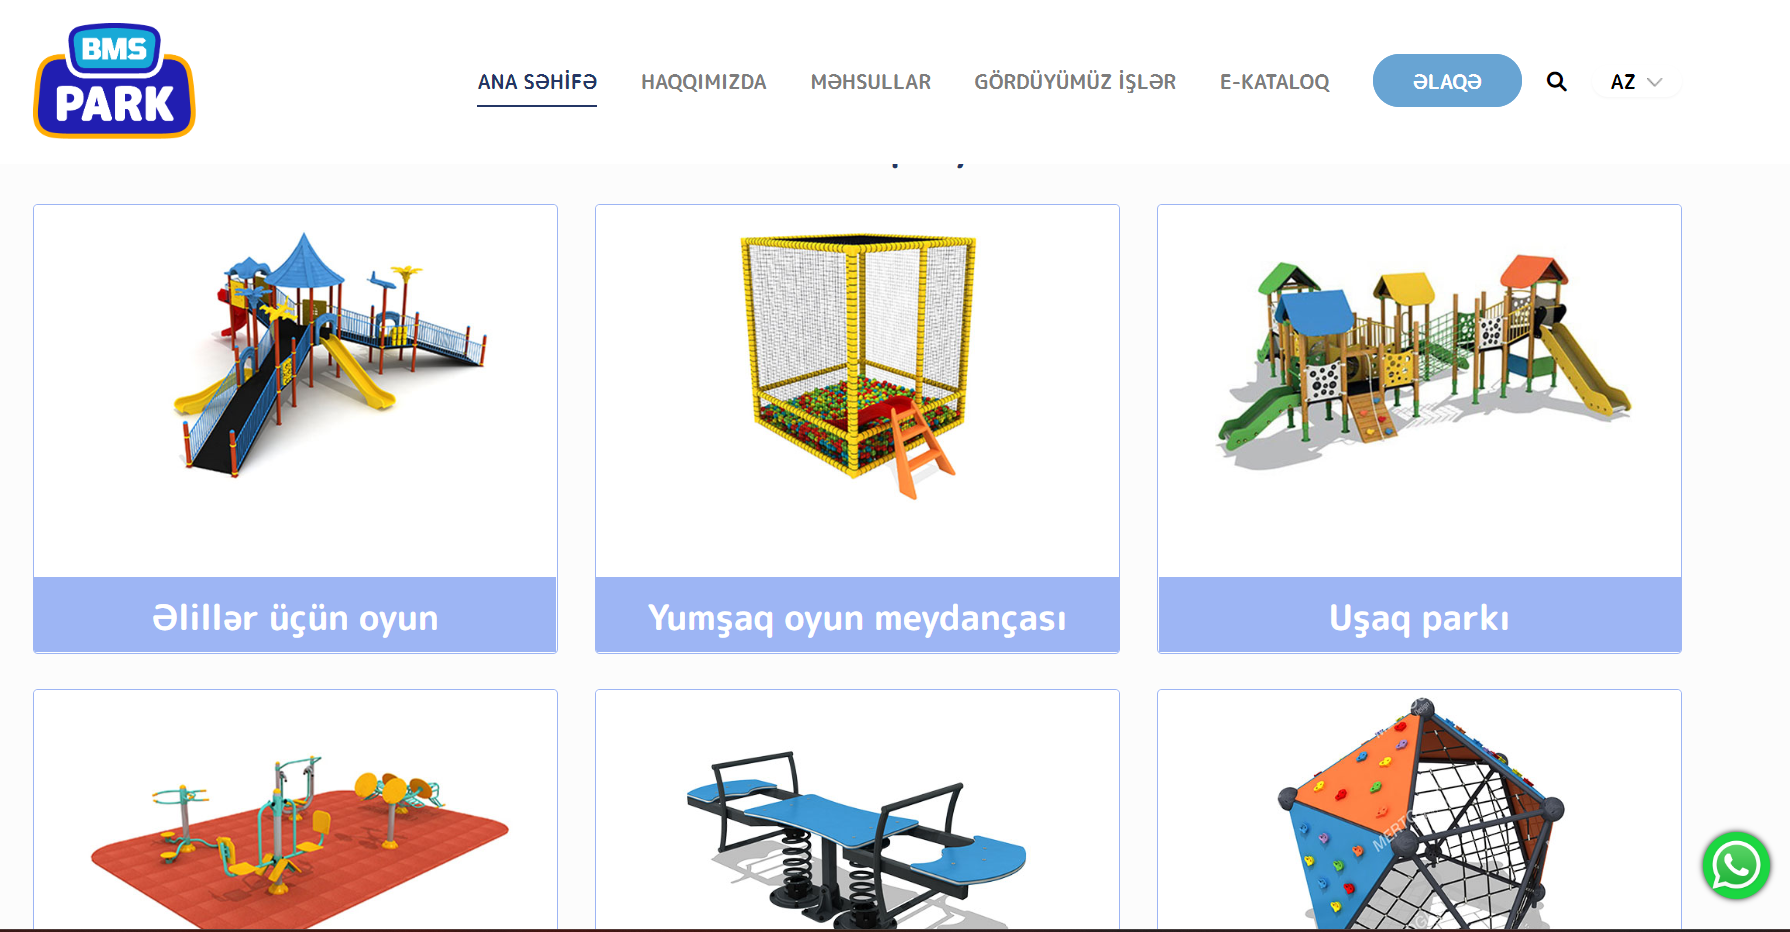 BMS
PARK
ANA SƏHİFƏ
HAQQIMIZDA
MƏHSULLAR
GÖRDÜYÜMÜZ İŞLƏR
E-KATALOQ
ƏLAQƏ
AZ
Əlillər üçün oyun
Yumşaq oyun meydançası
Uşaq parkı